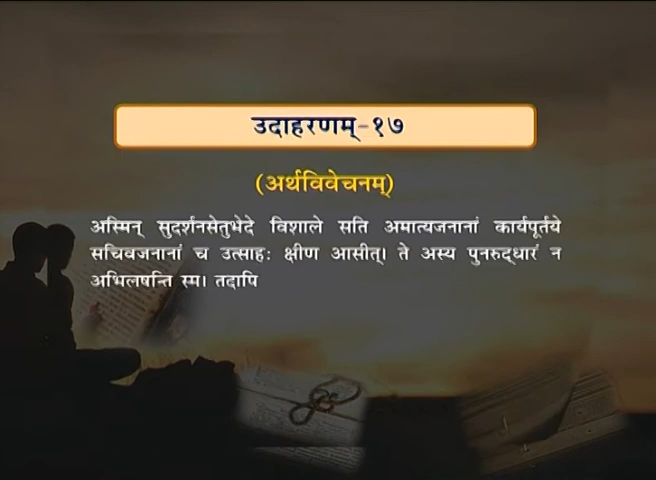 उदाहरणम्-१७
(अर्थविवेचनम्)
अस्मिन् सुदर्शनसेतुभेदे विशाले सति अमात्यजनानां कार्यपूर्तये
सचिवजनानां च उत्साहः क्षीण आसीत्। ते अस्य पुनरुद्धारं न
अभिलषन्ति स्म। तदापि